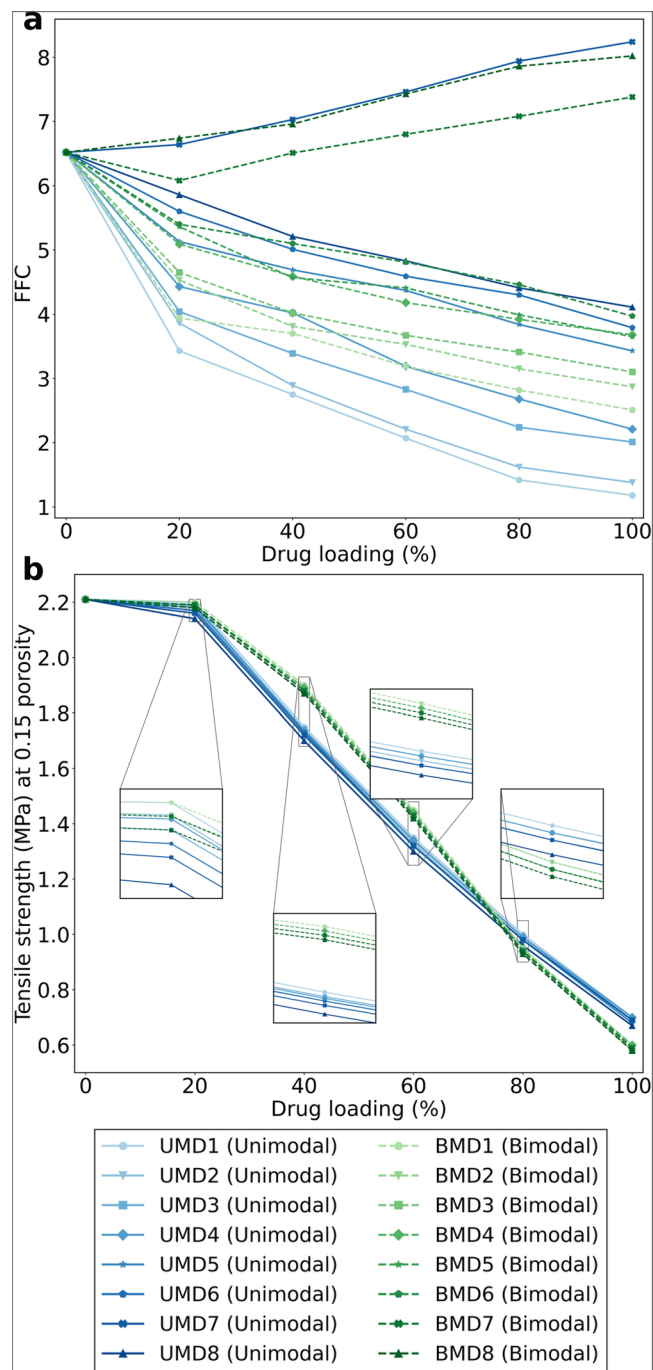 a
8
7
6
5
4
3
2
1
FFC
0 20 40 60 80 100
Drug loading (%)
b
2.2
2.0
1.8
1.6
1.4
1.2
1.0
0.8
0.6
Tensile strength (MPa) at 0.15 porosity
0 20 40 60 80 100
Drug loading (%)
UMD1 (Unimodal) BMD1 (Bimodal)
UMD2 (Unimodal) BMD2 (Bimodal)
UMD3 (Unimodal) BMD3 (Bimodal)
UMD4 (Unimodal) BMD4 (Bimodal)
UMD5 (Unimodal) BMD5 (Bimodal)
UMD6 (Unimodal) BMD6 (Bimodal)
UMD7 (Unimodal) BMD7 (Bimodal)
UMD8 (Unimodal) BMD8 (Bimodal)